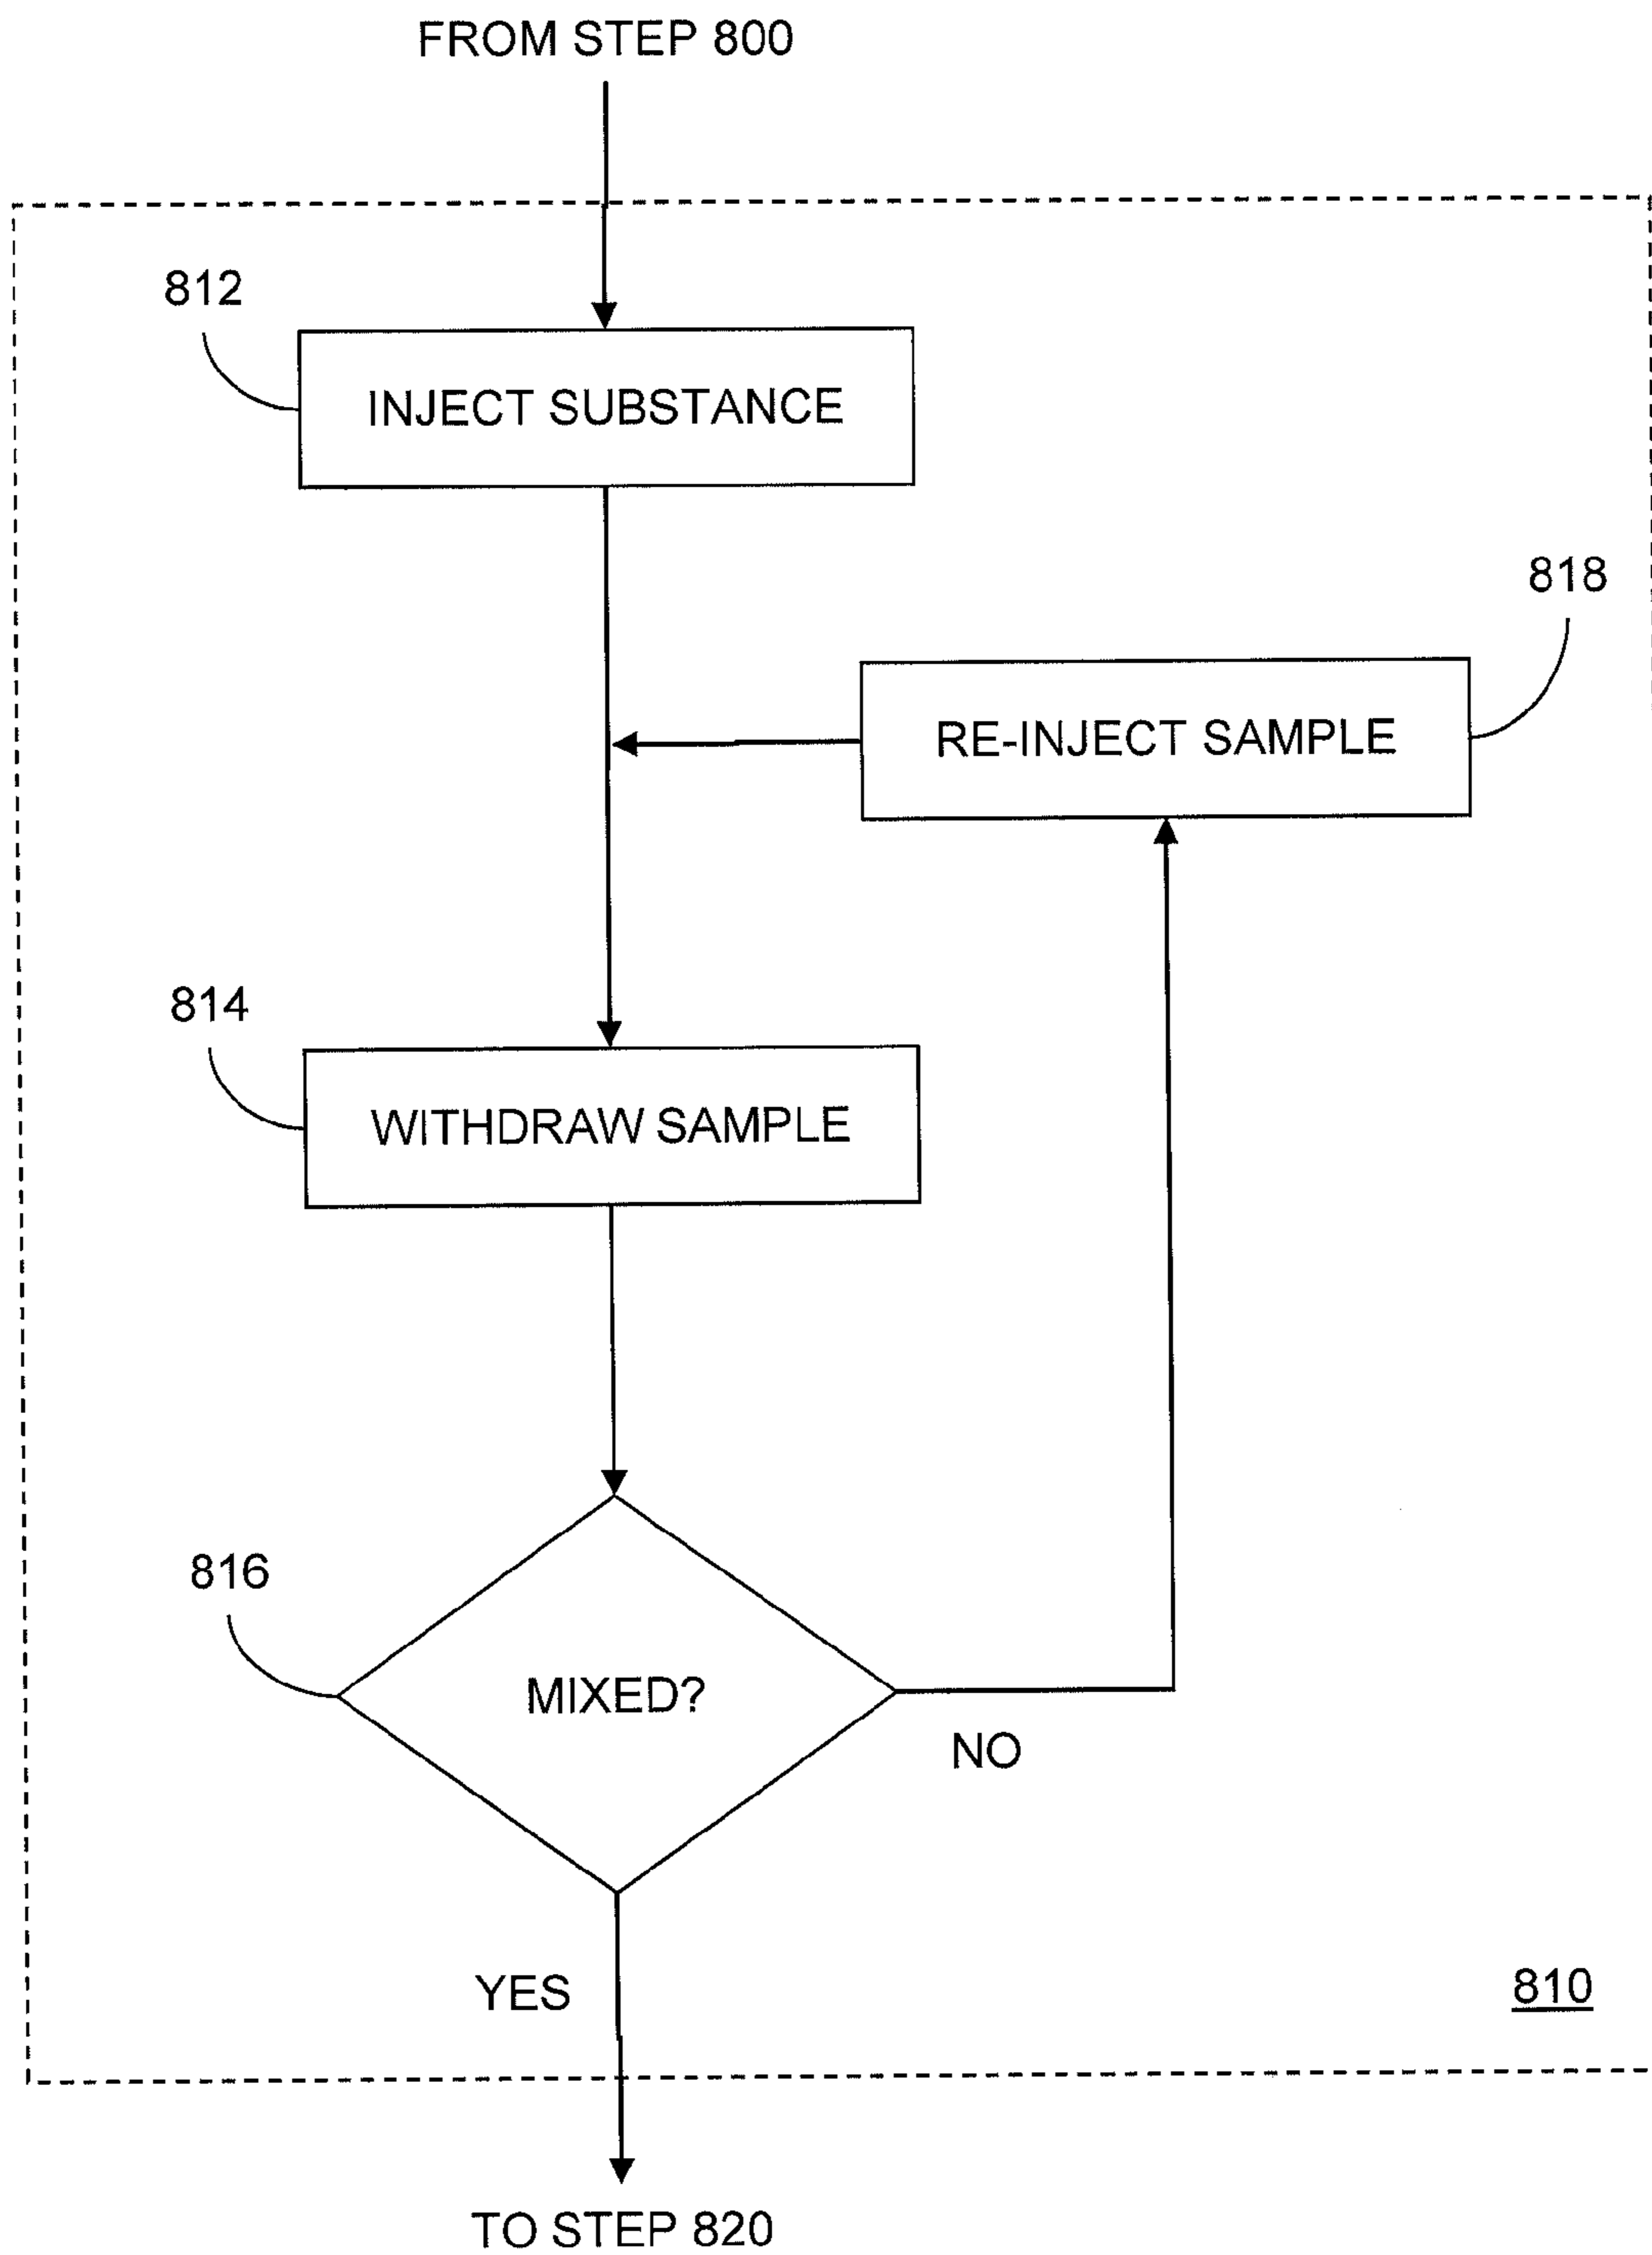 FROM STEP 800
812
INJECT SUBSTANCE
818
RE-INJECT SAMPLE
814
WITHDRAW SAMPLE
816
MIXED?
NO
YES
810
TO STEP 820